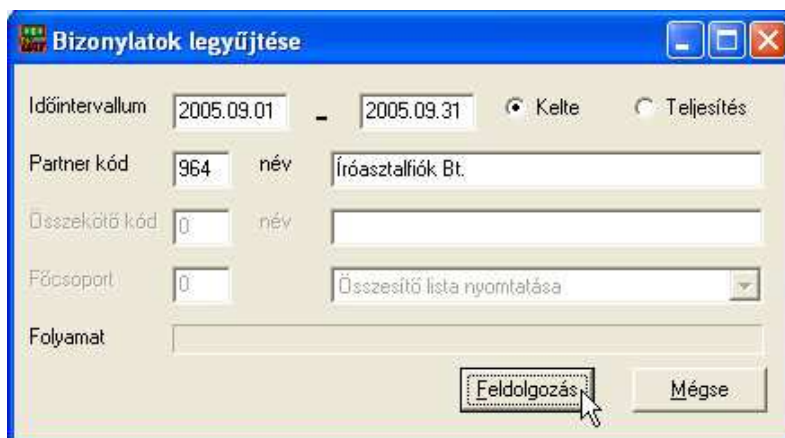 Bizonylatok legyűjtése
Időintervallum 2005.09.01 - 2005.09.31 Kelte Teljesítés
Partner kód 964 név Íróasztalfiók Bt.
Összekötő kód 0 név
Főcsoport 0 Összesítő lista nyomtatása
Folyamat
Feldolgozás Mégse